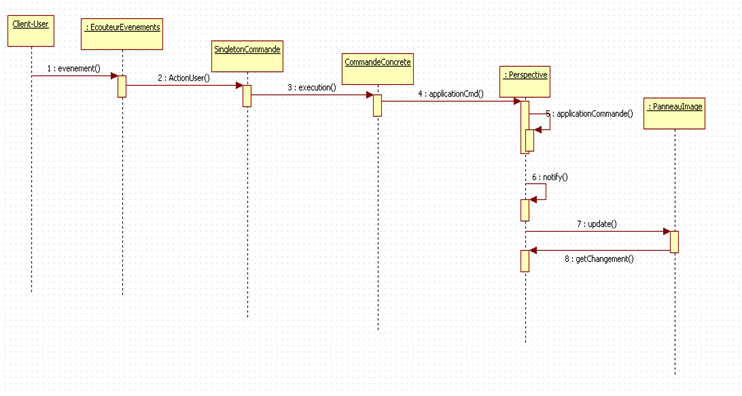 Client-User
: EcouteurEvenements
SingletonCommande
CommandeConcrete
: Perspective
: PanneauImage
1 : evenement()
2 : ActionUser()
3 : execution()
4 : applicationCmd()
5 : applicationCommande()
6 : notify()
7 : update()
8 : getChangement()